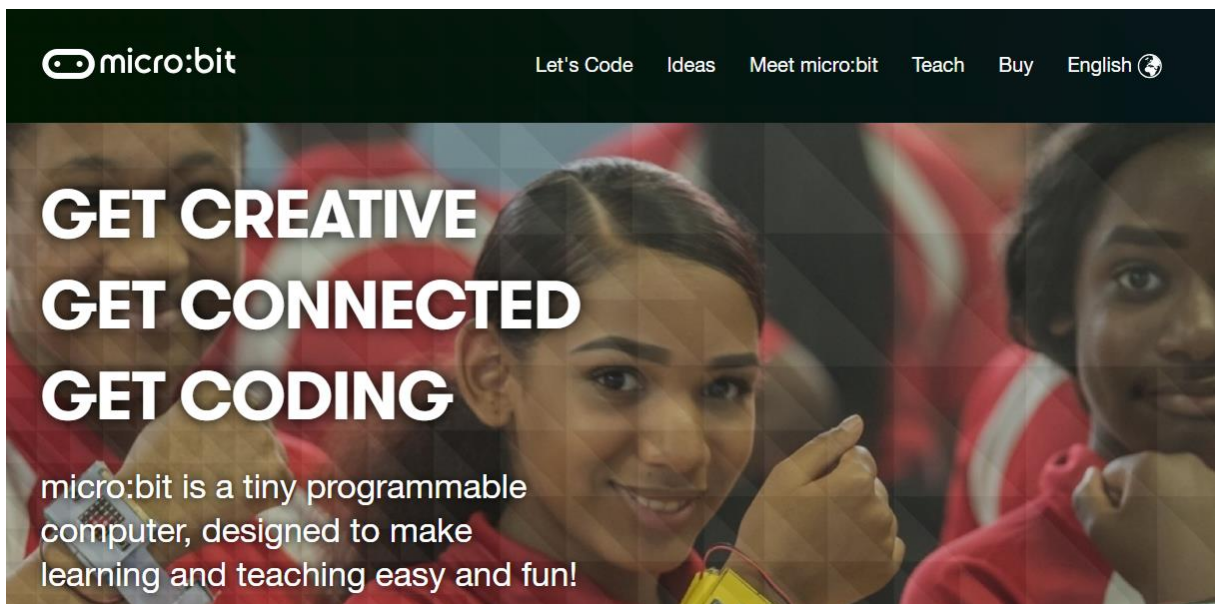 micro:bit
Let's Code Ideas Meet micro:bit Teach Buy English
GET CREATIVE
GET CONNECTED
GET CODING
micro:bit is a tiny programmable
computer, designed to make
learning and teaching easy and fun!